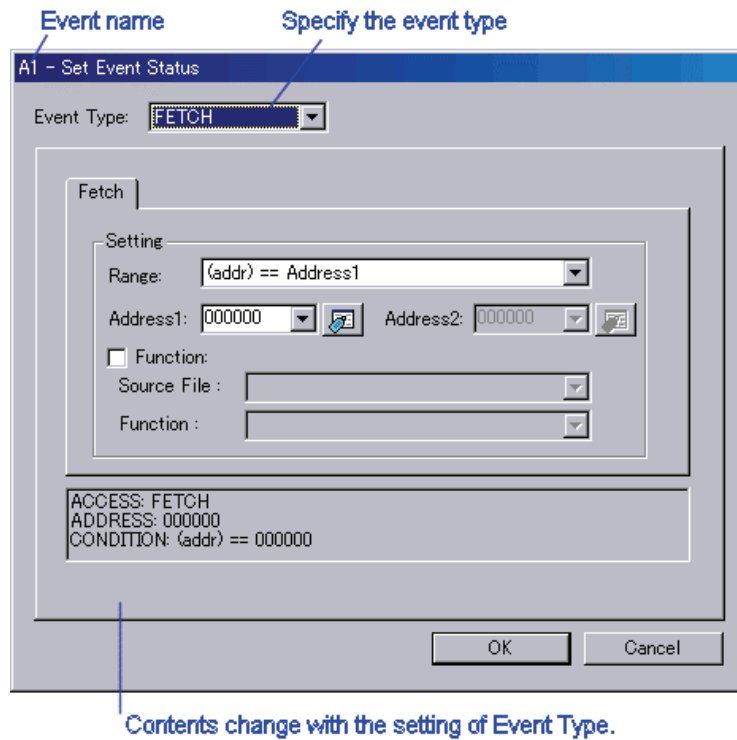 Event name Specify the event type
A1 - Set Event Status
Event Type: FETCH
Fetch
Setting
Range: (addr) == Address1
Address1: 000000 Address2: 000000
Function:
Source File :
Function :
ACCESS: FETCH
ADDRESS: 000000
CONDITION: (addr) == 000000
OK Cancel
Contents change with the setting of Event Type.